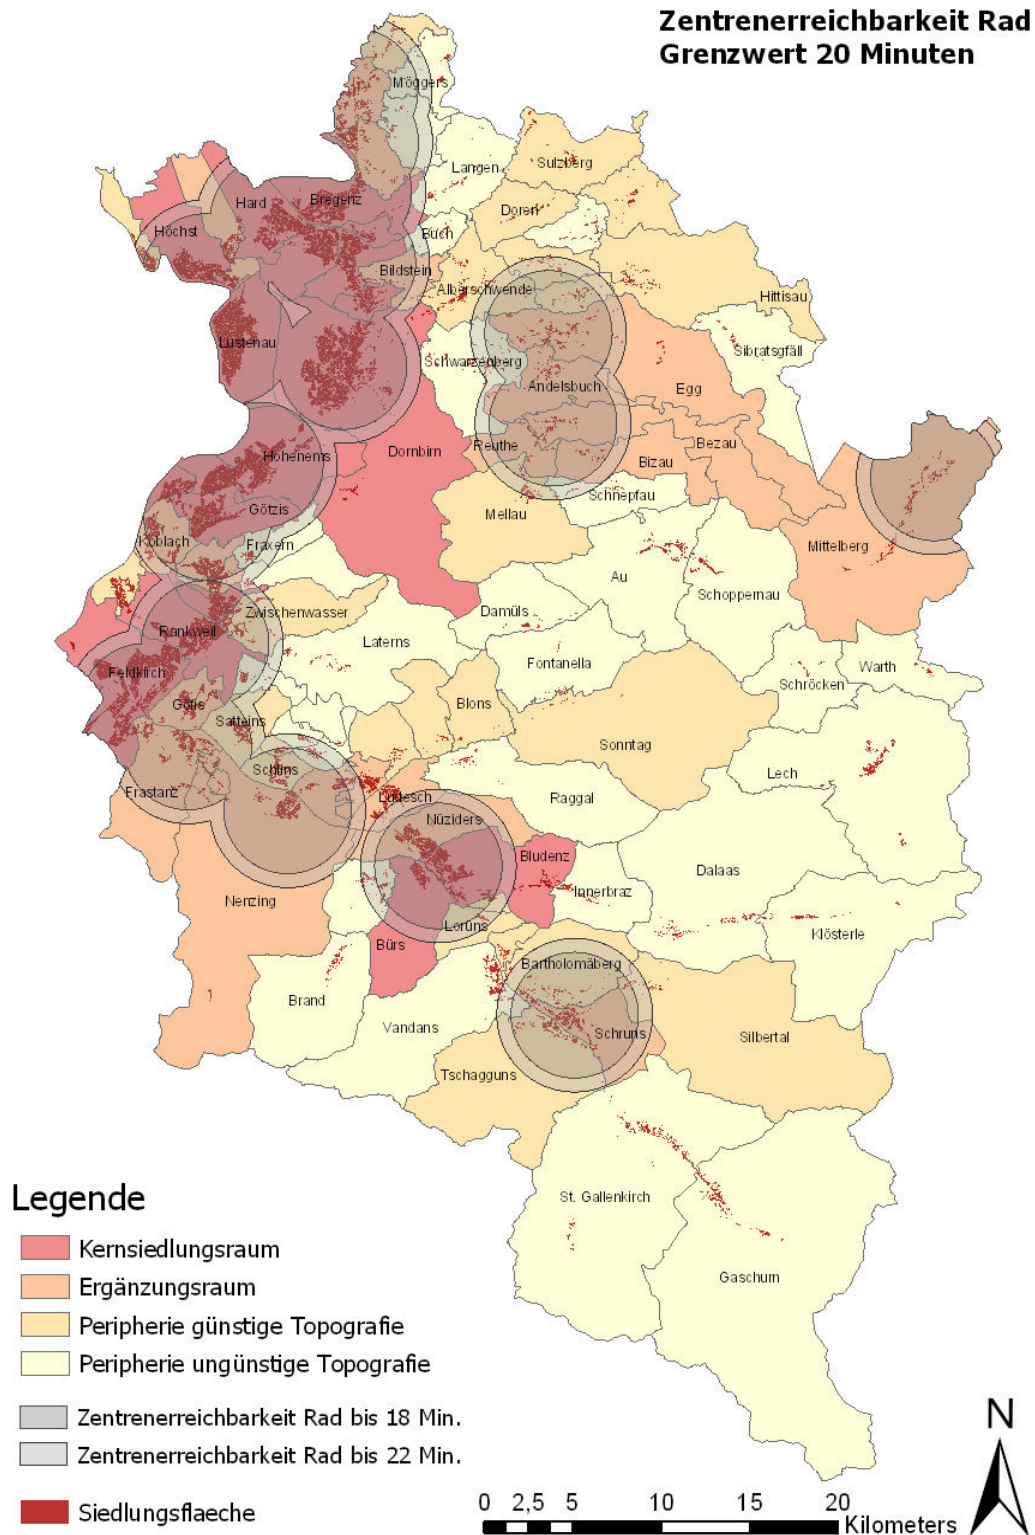 Zentrenerreichbarkeit Rad
Grenzwert 20 Minuten
Möggers
Langen
Sulzberg
Hard
Bregenz
Doren
Höchst
Buch
Bildstein
Alberschwende
Hittisau
Lustenau
Schwarzenberg
Sibratsgfäll
Andelsbuch
Egg
Hohenems
Dornbirn
Reuthe
Bezau
Bizau
Schnepfau
Götzis
Mellau
Koblach
Fraxern
Mittelberg
Au
Schoppernau
Zwischenwasser
Damüls
Rankweil
Laterns
Fontanella
Warth
Feldkirch
Schröcken
Göfis
Satteins
Blons
Sonntag
Schlins
Lech
Frastanz
Ludesch
Raggal
Nüziders
Bludenz
Dalaas
Nenzing
Innerbraz
Lorüns
Klösterle
Bürs
Bartholomäberg
Brand
Vandans
Schruns
Silbertal
Tschagguns
St. Gallenkirch
Gaschurn
Legende
Kernsiedlungsraum
Ergänzungsraum
Peripherie günstige Topografie
Peripherie ungünstige Topografie
Zentrenerreichbarkeit Rad bis 18 Min.
Zentrenerreichbarkeit Rad bis 22 Min.
Siedlungsflaeche
N
0 2,5 5 10 15 20
Kilometers